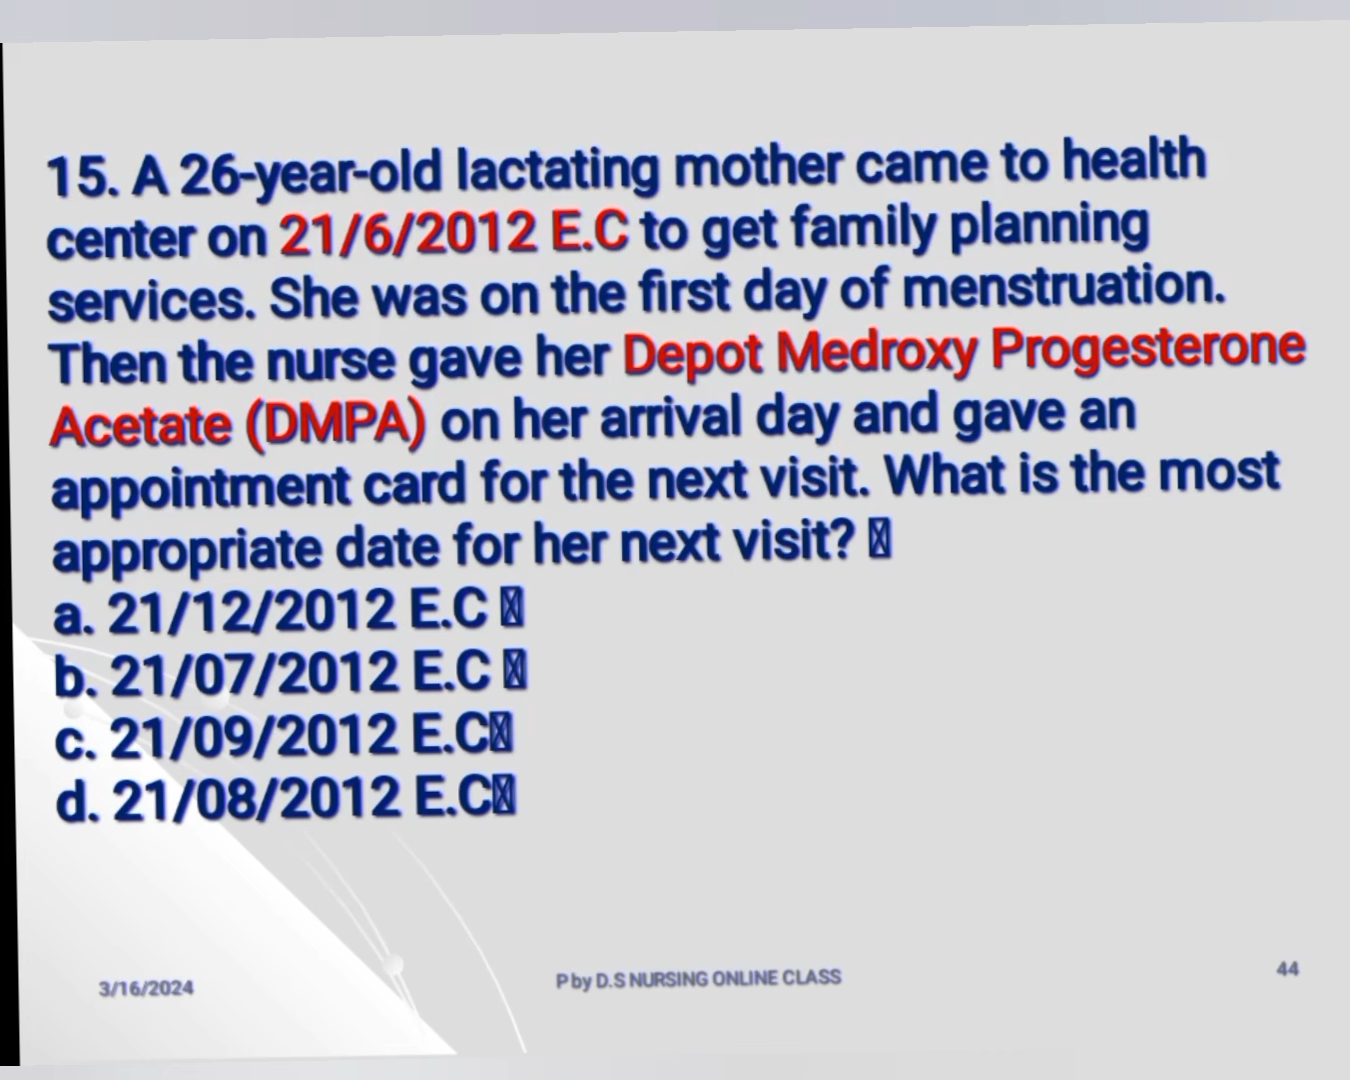 15. A 26-year-old lactating mother came to health
center on 21/6/2012 E.C to get family planning
services. She was on the first day of menstruation.
Then the nurse gave her Depot Medroxy Progesterone
Acetate (DMPA) on her arrival day and gave an
appointment card for the next visit. What is the most
appropriate date for her next visit?
a. 21/12/2012 E.C
b. 21/07/2012 E.C
c. 21/09/2012 E.C
d. 21/08/2012 E.C
3/16/2024
P by D.S NURSING ONLINE CLASS
44